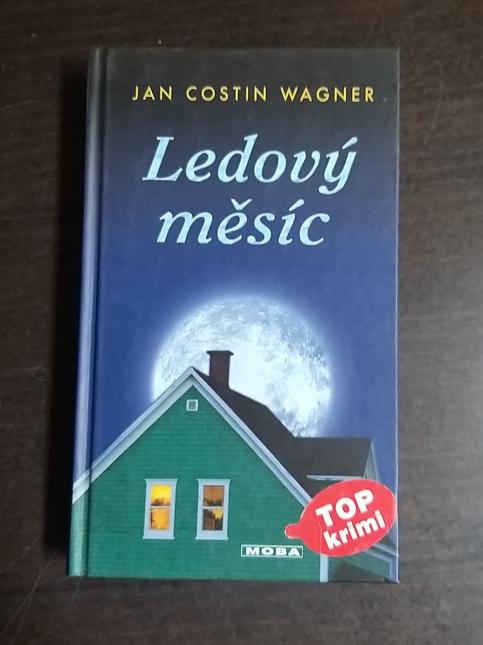 JAN COSTIN WAGNER
Ledový
měsíc
TOP
krimi
MOBA